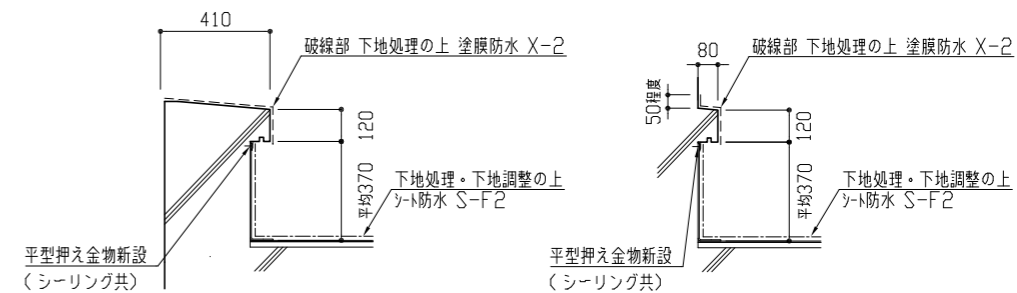 410
破線部 下地処理の上 塗膜防水 X-2
120
平均370
下地処理・下地調整の上
シート防水 S-F2
平型押え金物新設
(シーリング共)
80
破線部 下地処理の上 塗膜防水 X-2
50程度
120
平均370
下地処理・下地調整の上
シート防水 S-F2
平型押え金物新設
(シーリング共)